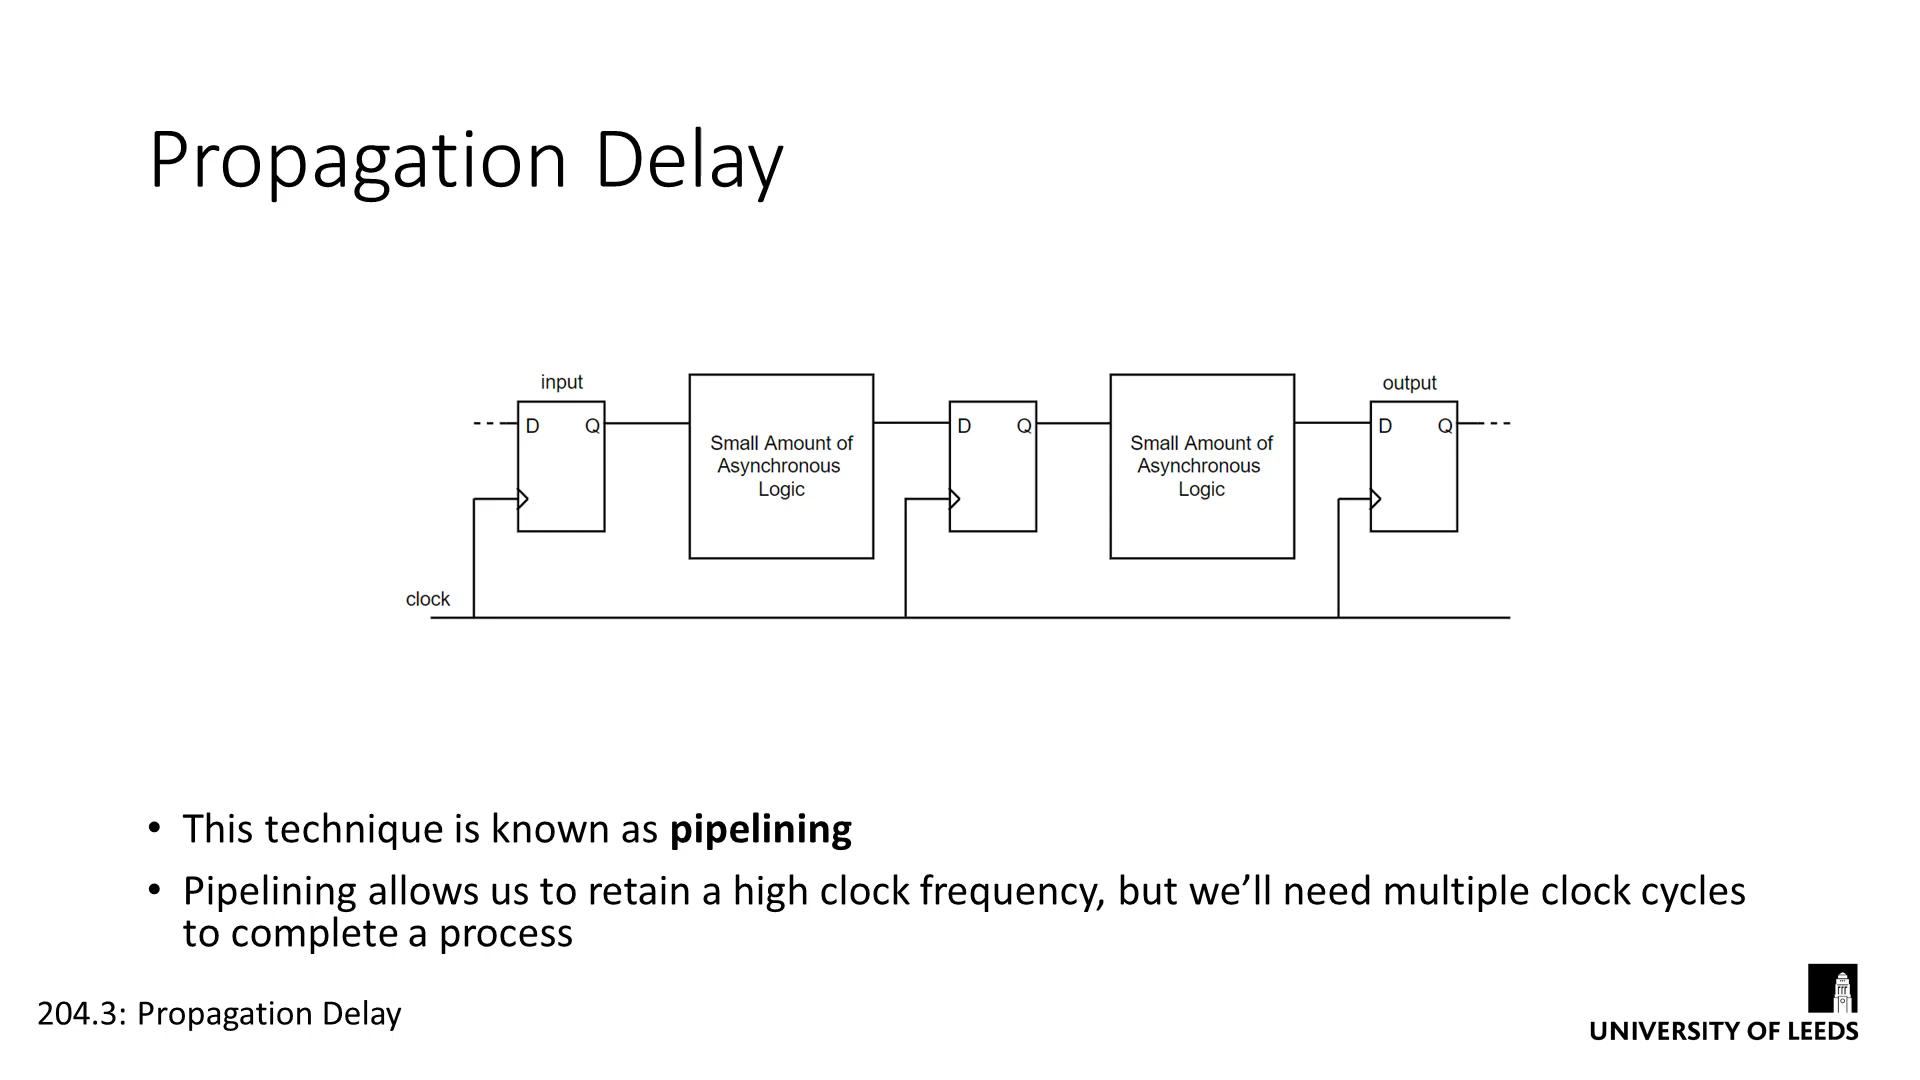 Propagation Delay
input
output
D Q
D Q
D Q
Small Amount of
Asynchronous
Logic
Small Amount of
Asynchronous
Logic
clock
• This technique is known as pipelining
• Pipelining allows us to retain a high clock frequency, but we’ll need multiple clock cycles
to complete a process
204.3: Propagation Delay
UNIVERSITY OF LEEDS